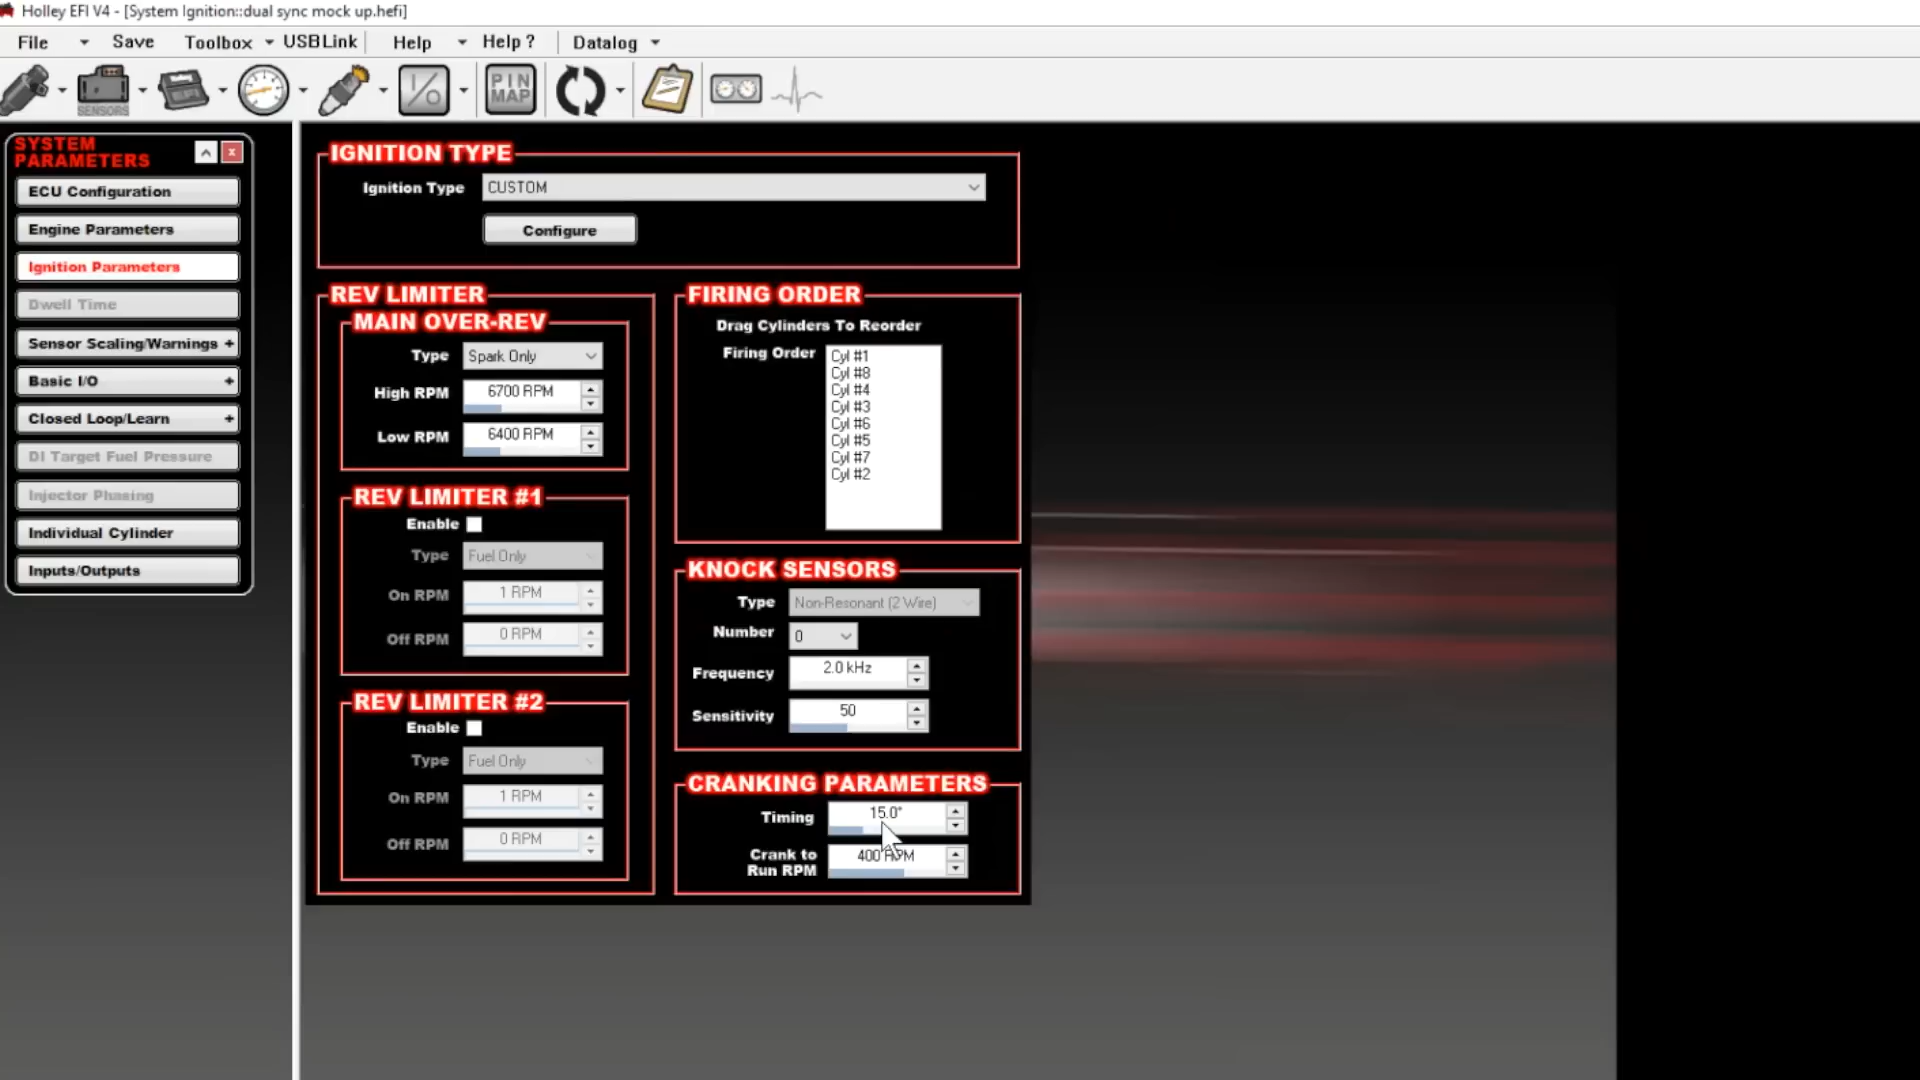 Holley EFI V4 - [System Ignition::dual sync mock up.hefi]
File Save Toolbox USBLink Help Help ? Datalog
SENSORS
I/O
PIN
MAP
SYSTEM
PARAMETERS
ECU Configuration
Engine Parameters
Ignition Parameters
Dwell Time
Sensor Scaling/Warnings +
Basic I/O +
Closed Loop/Learn +
DI Target Fuel Pressure
Injector Phasing
Individual Cylinder
Inputs/Outputs
IGNITION TYPE
Ignition Type CUSTOM
Configure
REV LIMITER
MAIN OVER-REV
Type Spark Only
High RPM 6700 RPM
Low RPM 6400 RPM
REV LIMITER #1
Enable
Type Fuel Only
On RPM 1 RPM
Off RPM 0 RPM
REV LIMITER #2
Enable
Type Fuel Only
On RPM 1 RPM
Off RPM 0 RPM
FIRING ORDER
Drag Cylinders To Reorder
Firing Order
Cyl #1
Cyl #8
Cyl #4
Cyl #3
Cyl #6
Cyl #5
Cyl #7
Cyl #2
KNOCK SENSORS
Type Non-Resonant (2 Wire)
Number 0
Frequency 2.0 kHz
Sensitivity 50
CRANKING PARAMETERS
Timing 15.0°
Crank to
Run RPM 400 RPM